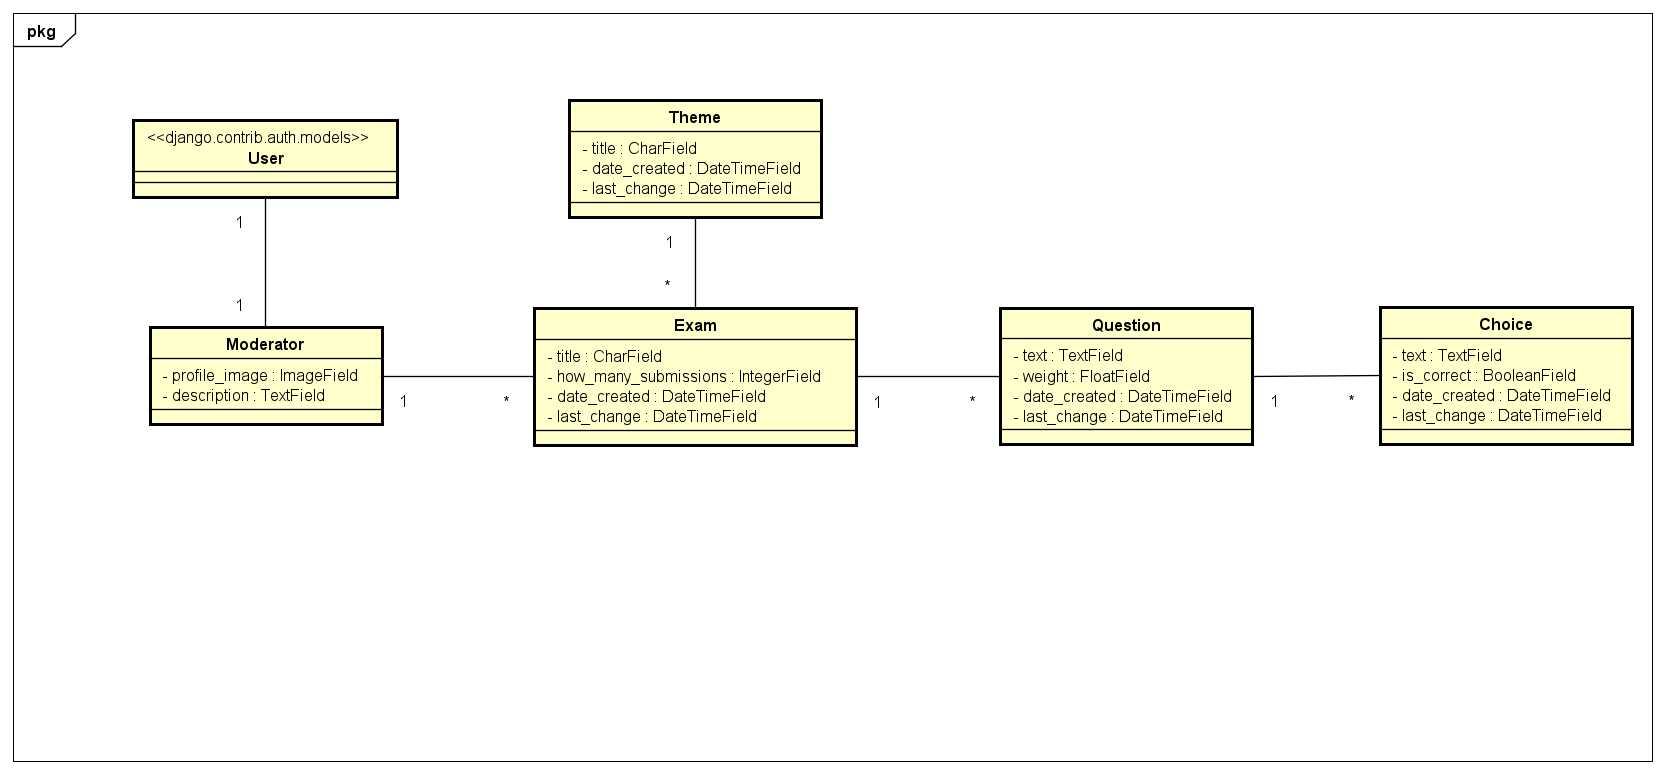 pkg
<<django.contrib.auth.models>>
User
1
1
Moderator
- profile_image : ImageField
- description : TextField
1
*
Theme
- title : CharField
- date_created : DateTimeField
- last_change : DateTimeField
1
*
Exam
- title : CharField
- how_many_submissions : IntegerField
- date_created : DateTimeField
- last_change : DateTimeField
1
*
Question
- text : TextField
- weight : FloatField
- date_created : DateTimeField
- last_change : DateTimeField
1
*
Choice
- text : TextField
- is_correct : BooleanField
- date_created : DateTimeField
- last_change : DateTimeField